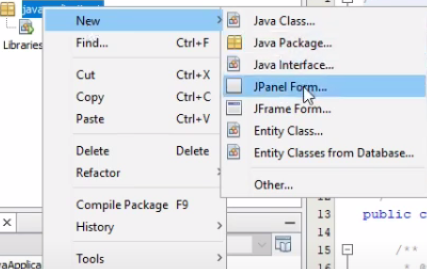 New
Find... Ctrl+F
Cut Ctrl+X
Copy Ctrl+C
Paste Ctrl+V
Delete Delete
Refactor
Compile Package F9
History
Tools
Java Class...
Java Package...
Java Interface...
JPanel Form...
JFrame Form...
Entity Class...
Entity Classes from Database...
Other...
Libraries
13 public c
14
15 /**